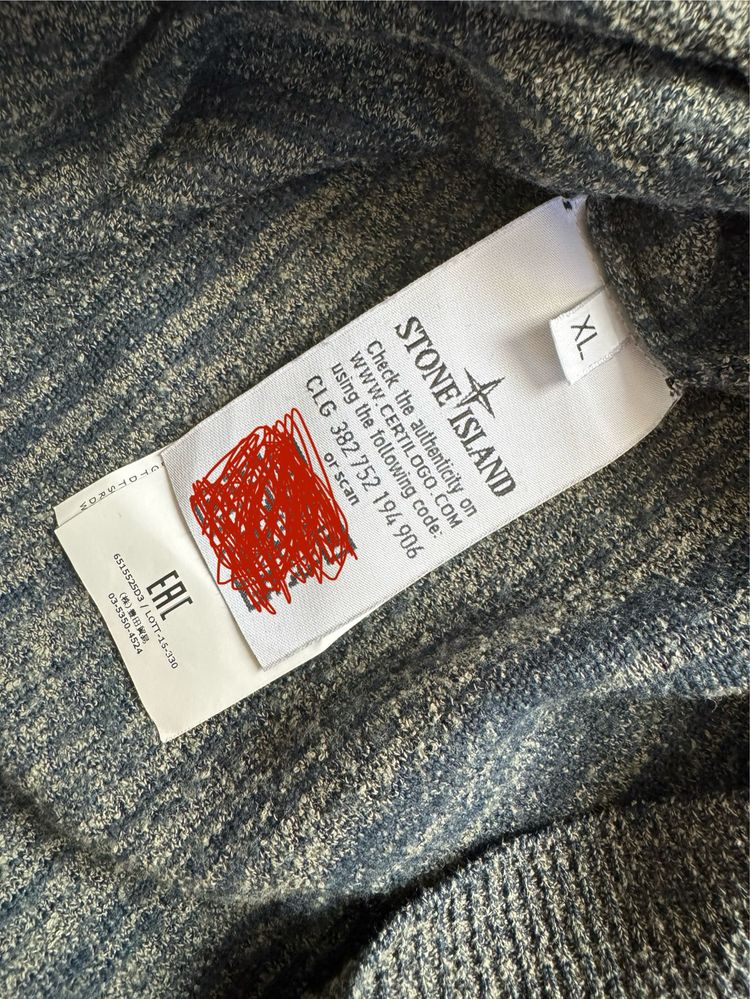 XL
STONE ISLAND
Check the authenticity on
WWW.CERTILOGO.COM
using the following code:
CLG 382 752 194 906
or scan
EAC
651552SD3 / LOTT-15-330
03-5350-4524